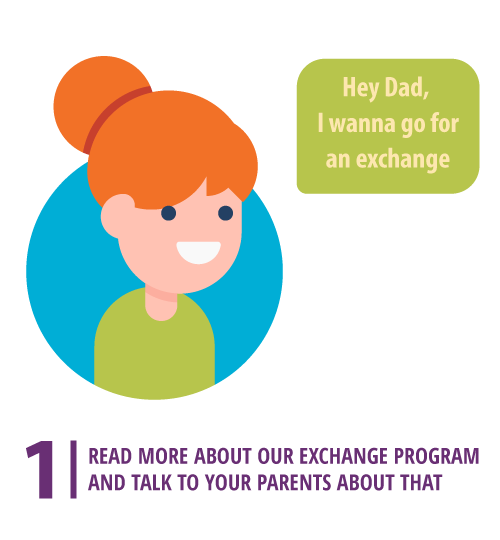 Hey Dad,
I wanna go for
an exchange
1
READ MORE ABOUT OUR EXCHANGE PROGRAM
AND TALK TO YOUR PARENTS ABOUT THAT